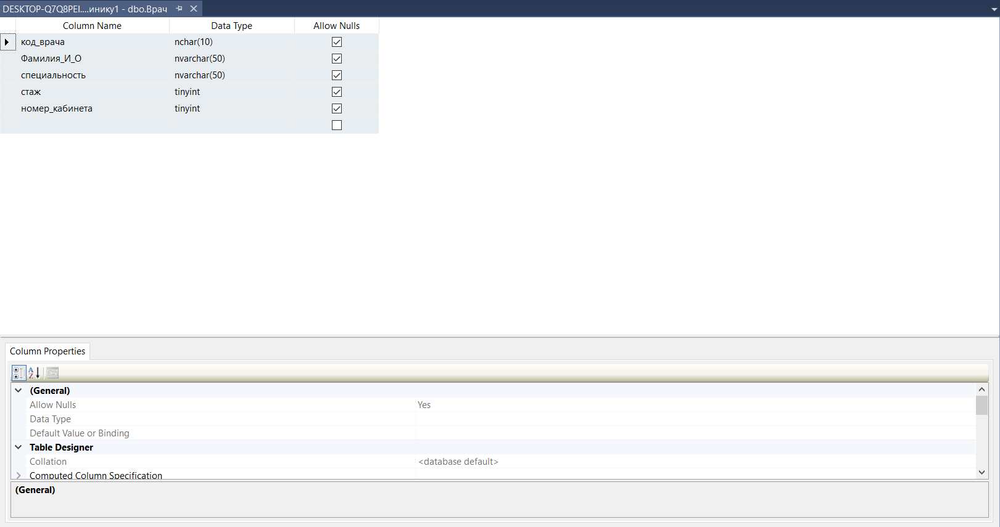 DESKTOP-Q7Q8PEI....инику1 - dbo.Врач
Column Name Data Type Allow Nulls
код_врача nchar(10)
Фамилия_И_О nvarchar(50)
специальность nvarchar(50)
стаж tinyint
номер_кабинета tinyint
Column Properties
(General)
Allow Nulls Yes
Data Type
Default Value or Binding
Table Designer
Collation <database default>
Computed Column Specification
(General)